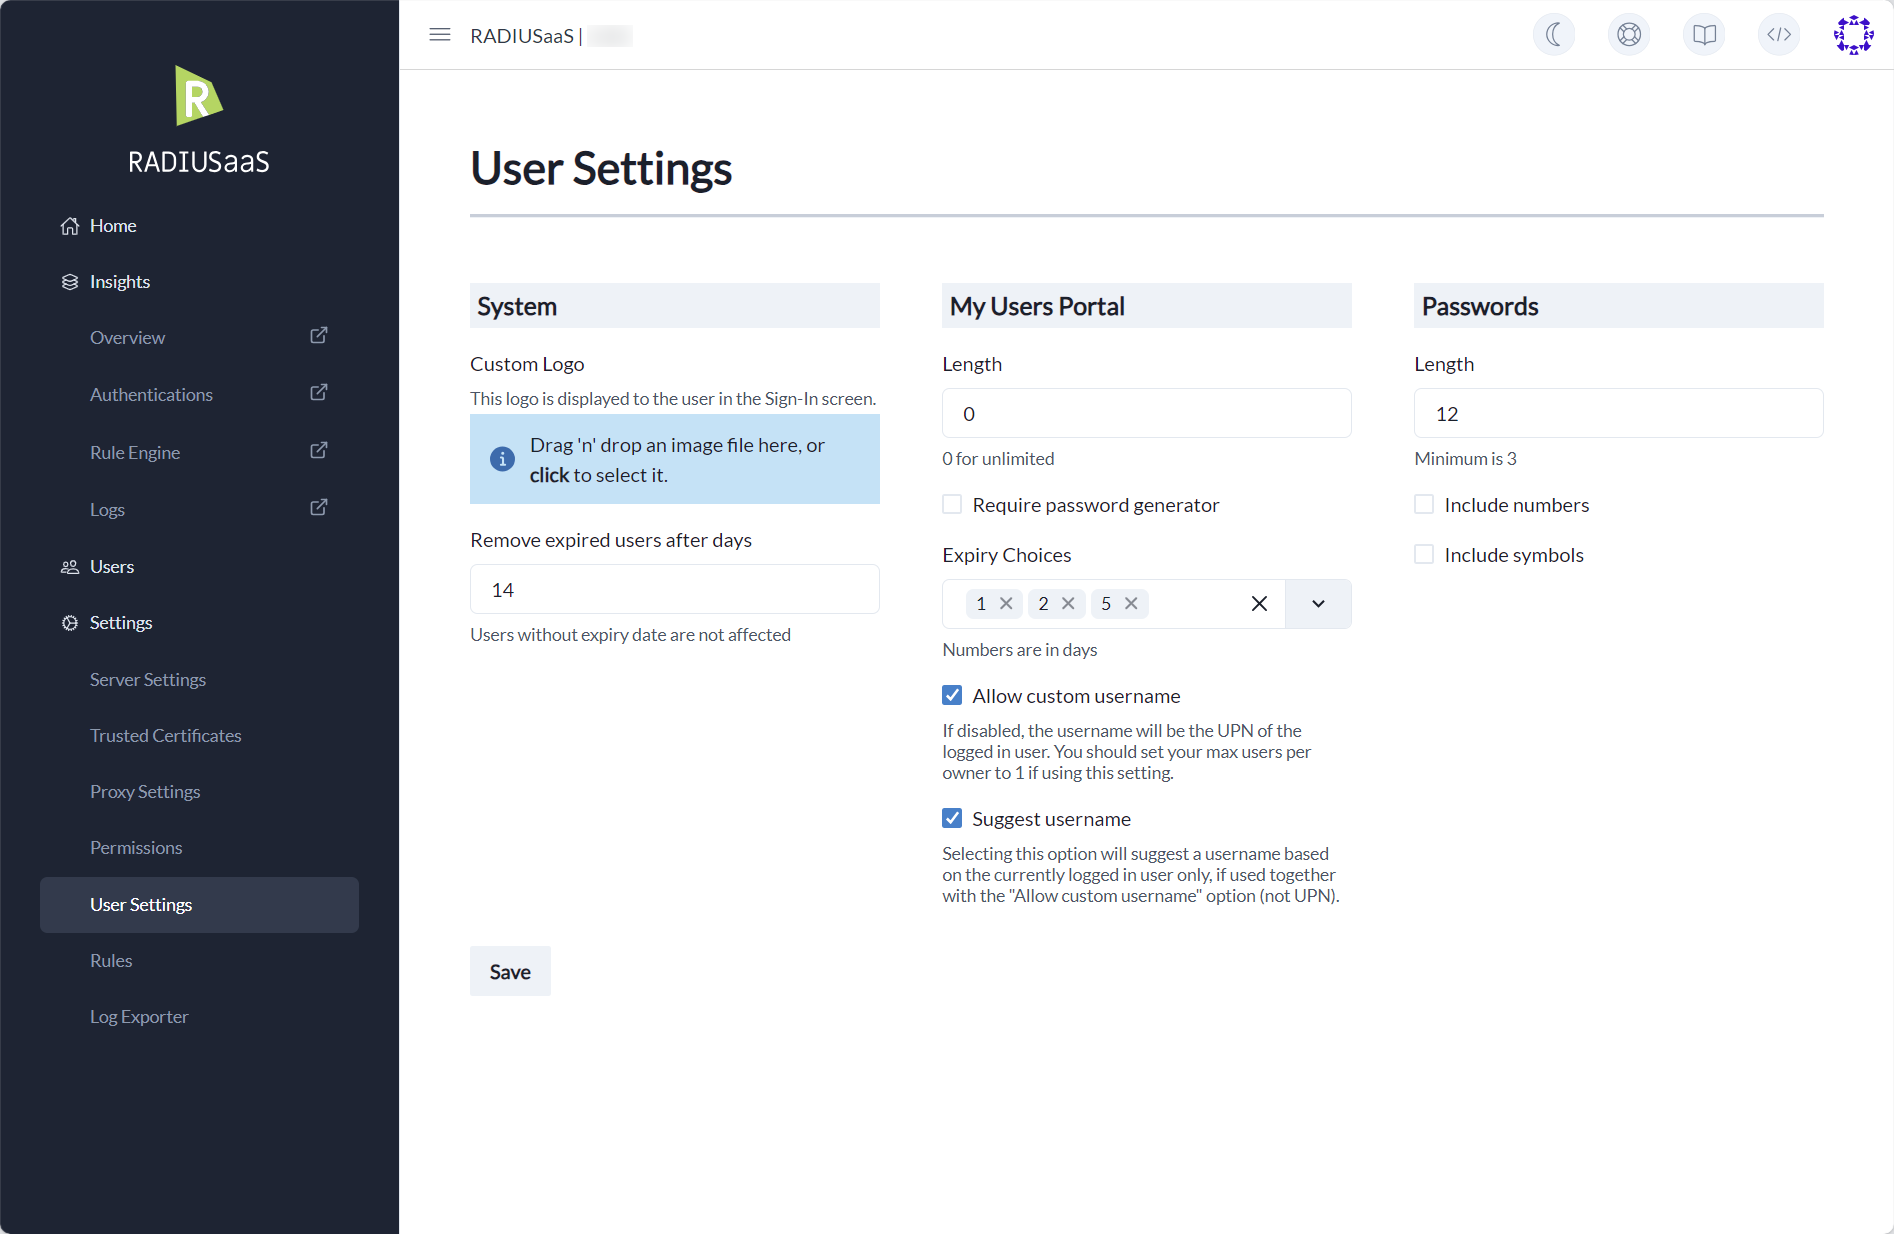 RADIUSaaS |
R
RADIUSaaS
Home
Insights
Overview
Authentications
Rule Engine
Logs
Users
Settings
Server Settings
Trusted Certificates
Proxy Settings
Permissions
User Settings
Rules
Log Exporter
User Settings
System
Custom Logo
This logo is displayed to the user in the Sign-In screen.
Drag 'n' drop an image file here, or
click to select it.
Remove expired users after days
14
Users without expiry date are not affected
My Users Portal
Length
0
0 for unlimited
Require password generator
Expiry Choices
1 2 5
Numbers are in days
Allow custom username
If disabled, the username will be the UPN of the
logged in user. You should set your max users per
owner to 1 if using this setting.
Suggest username
Selecting this option will suggest a username based
on the currently logged in user only, if used together
with the "Allow custom username" option (not UPN).
Passwords
Length
12
Minimum is 3
Include numbers
Include symbols
Save